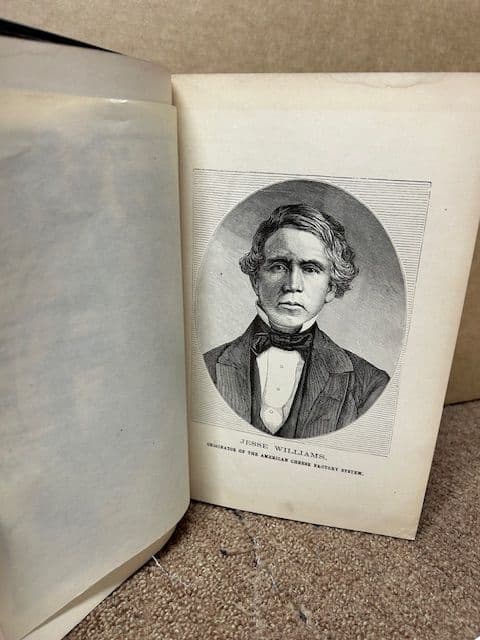 JESSE WILLIAMS,
ORIGINATOR OF THE AMERICAN CHEESE FACTORY SYSTEM.